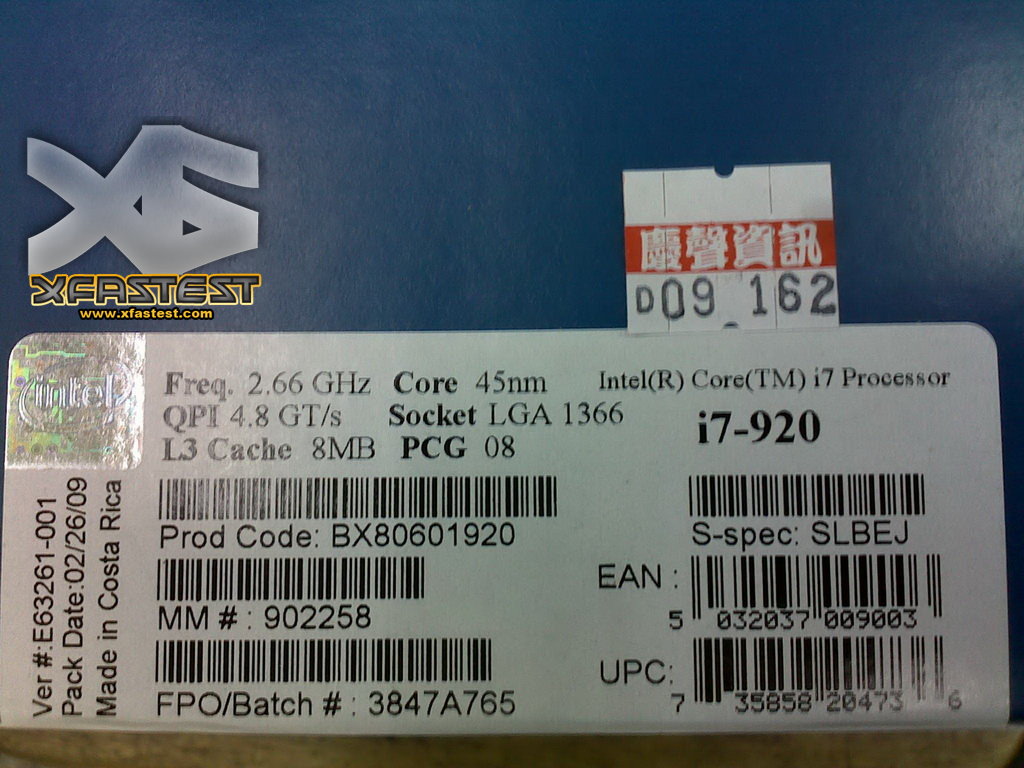 XFASTEST
www.xfastest.com
慶聲資訊
D09 162
intel
Freq. 2.66 GHz Core 45nm
QPI 4.8 GT/s Socket LGA 1366
L3 Cache 8MB PCG 08
Intel(R) Core(TM) i7 Processor
i7-920
Prod Code: BX80601920
S-spec: SLBEJ
MM # : 902258
EAN :
5 032037 009003
FPO/Batch # : 3847A765
UPC:
7 35858 20473 6
Ver #:E63261-001
Pack Date:02/26/09
Made in Costa Rica